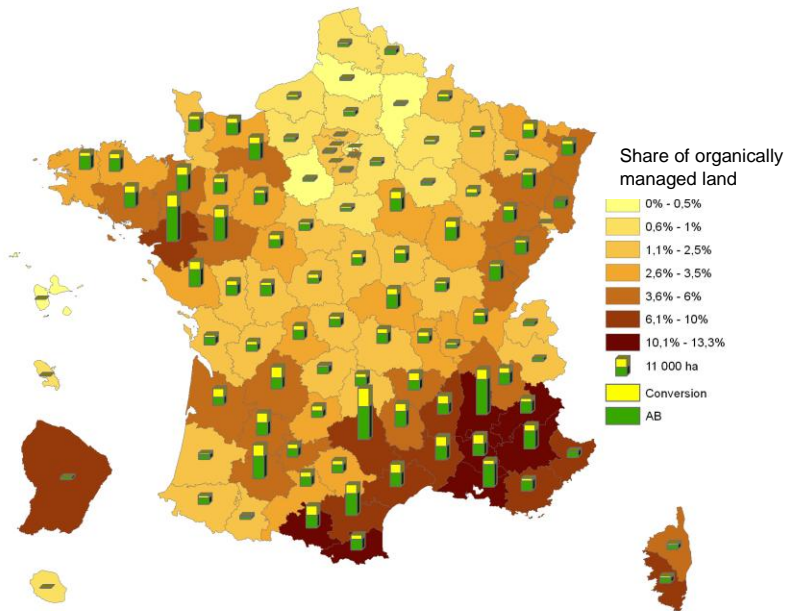 Share of organically
managed land
0% - 0,5%
0,6% - 1%
1,1% - 2,5%
2,6% - 3,5%
3,6% - 6%
6,1% - 10%
10,1% - 13,3%
11 000 ha
Conversion
AB